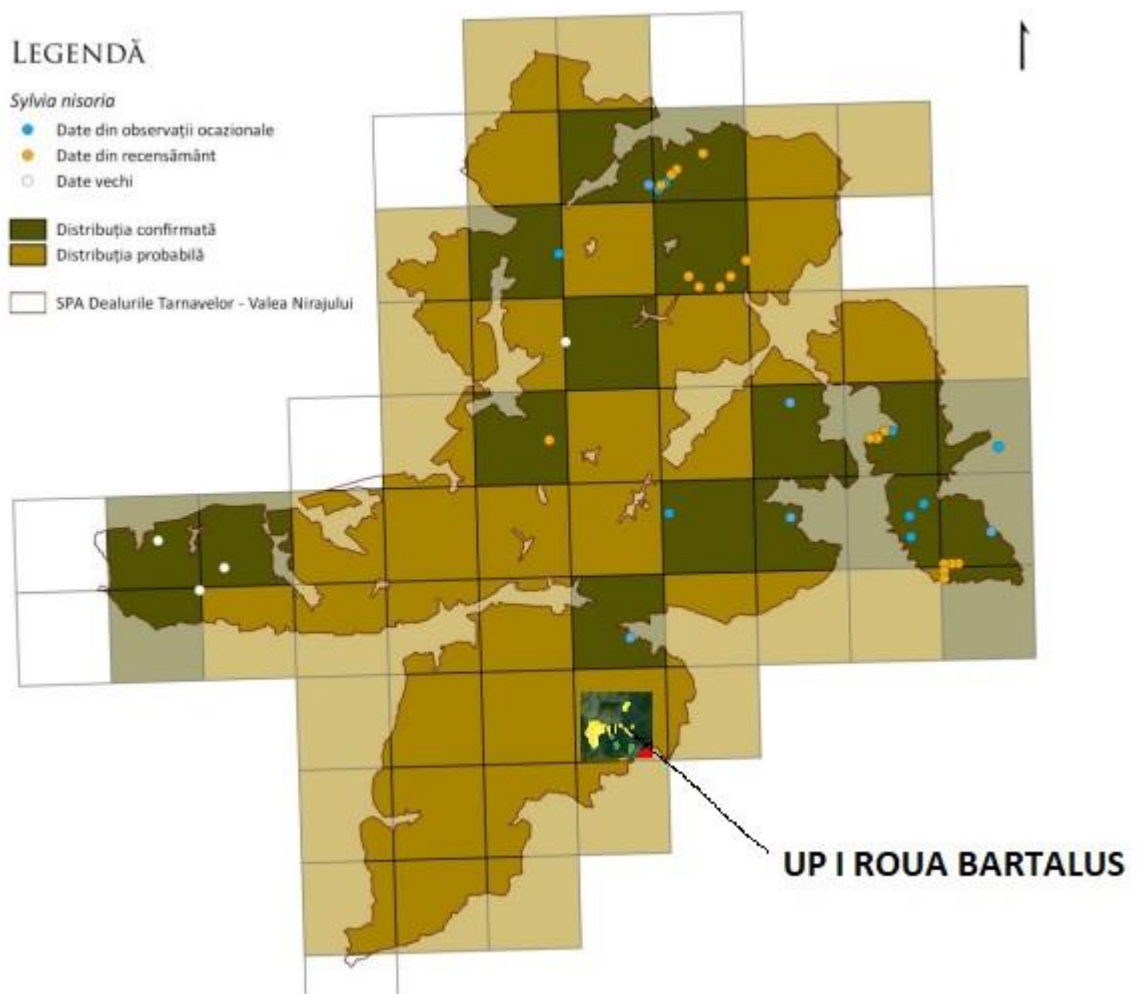 LEGENDĂ
Sylvia nisoria
Date din observații ocazionale
Date din recensământ
Date vechi
Distribuția confirmată
Distribuția probabilă
SPA Dealurile Tarnavelor - Valea Nirajului
UP I ROUA BARTALUS